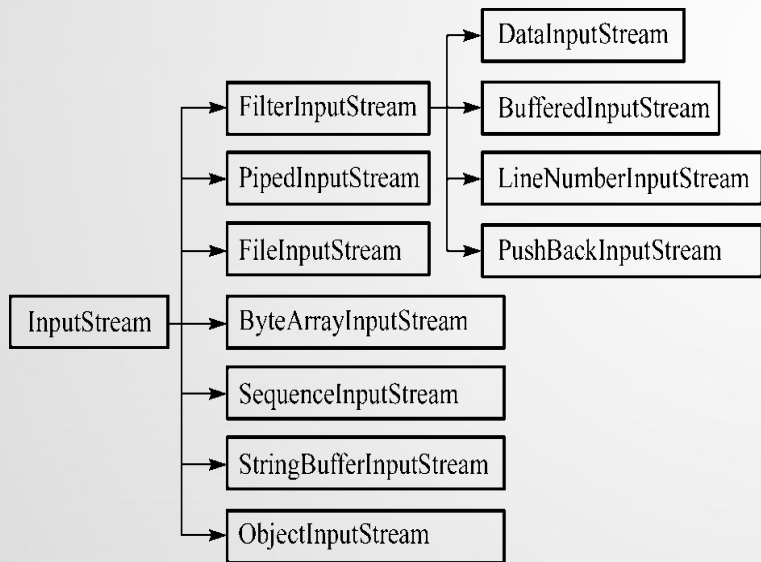 DataInputStream
FilterInputStream
BufferedInputStream
PipedInputStream
LineNumberInputStream
FileInputStream
PushBackInputStream
InputStream
ByteArrayInputStream
SequenceInputStream
StringBufferInputStream
ObjectInputStream